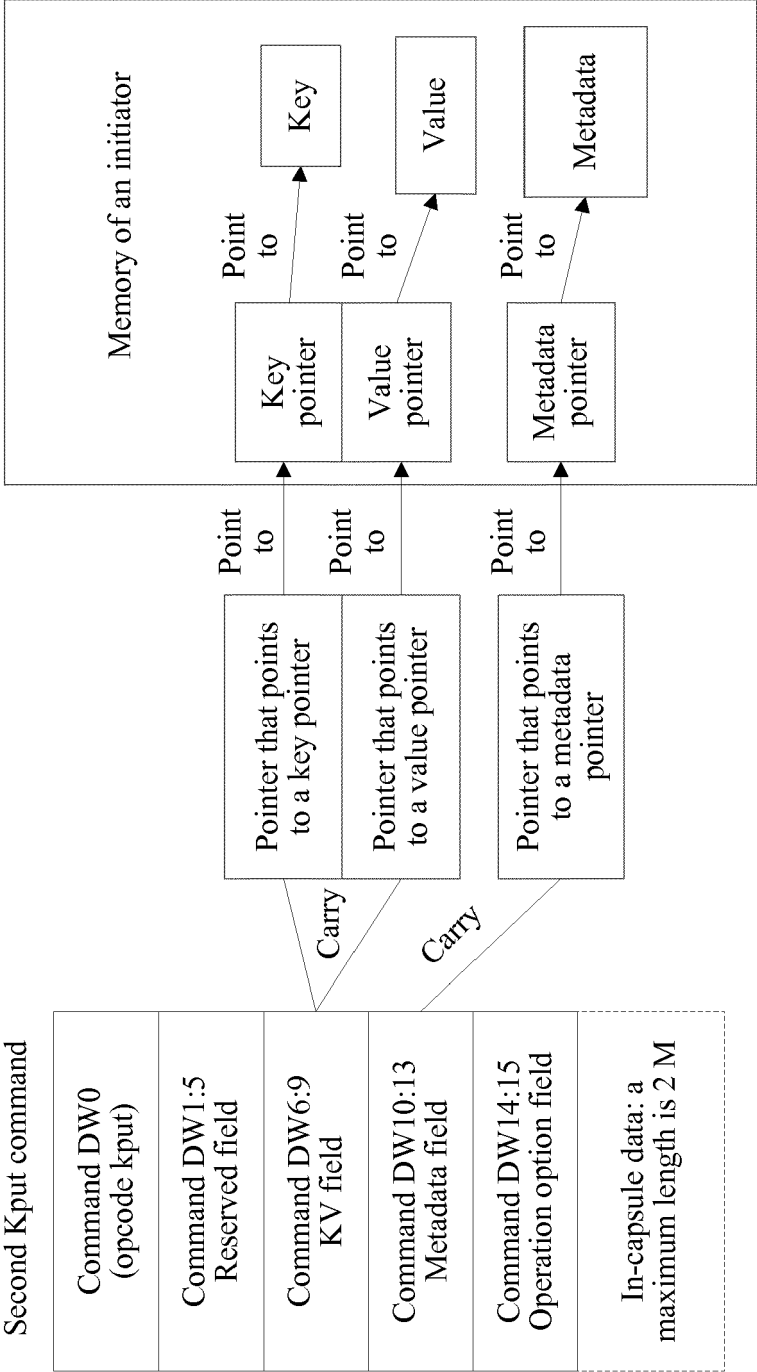 Second Kput command
Command DW0
(opcode kput)
Command DW1:5
Reserved field
Command DW6:9
KV field
Command DW10:13
Metadata field
Command DW14:15
Operation option field
In-capsule data: a
maximum length is 2 M
Carry
Carry
Pointer that points
to a key pointer
Pointer that points
to a value pointer
Pointer that points
to a metadata
pointer
Point
to
Point
to
Point
to
Memory of an initiator
Key
pointer
Value
pointer
Metadata
pointer
Point
to
Point
to
Point
to
Key
Value
Metadata